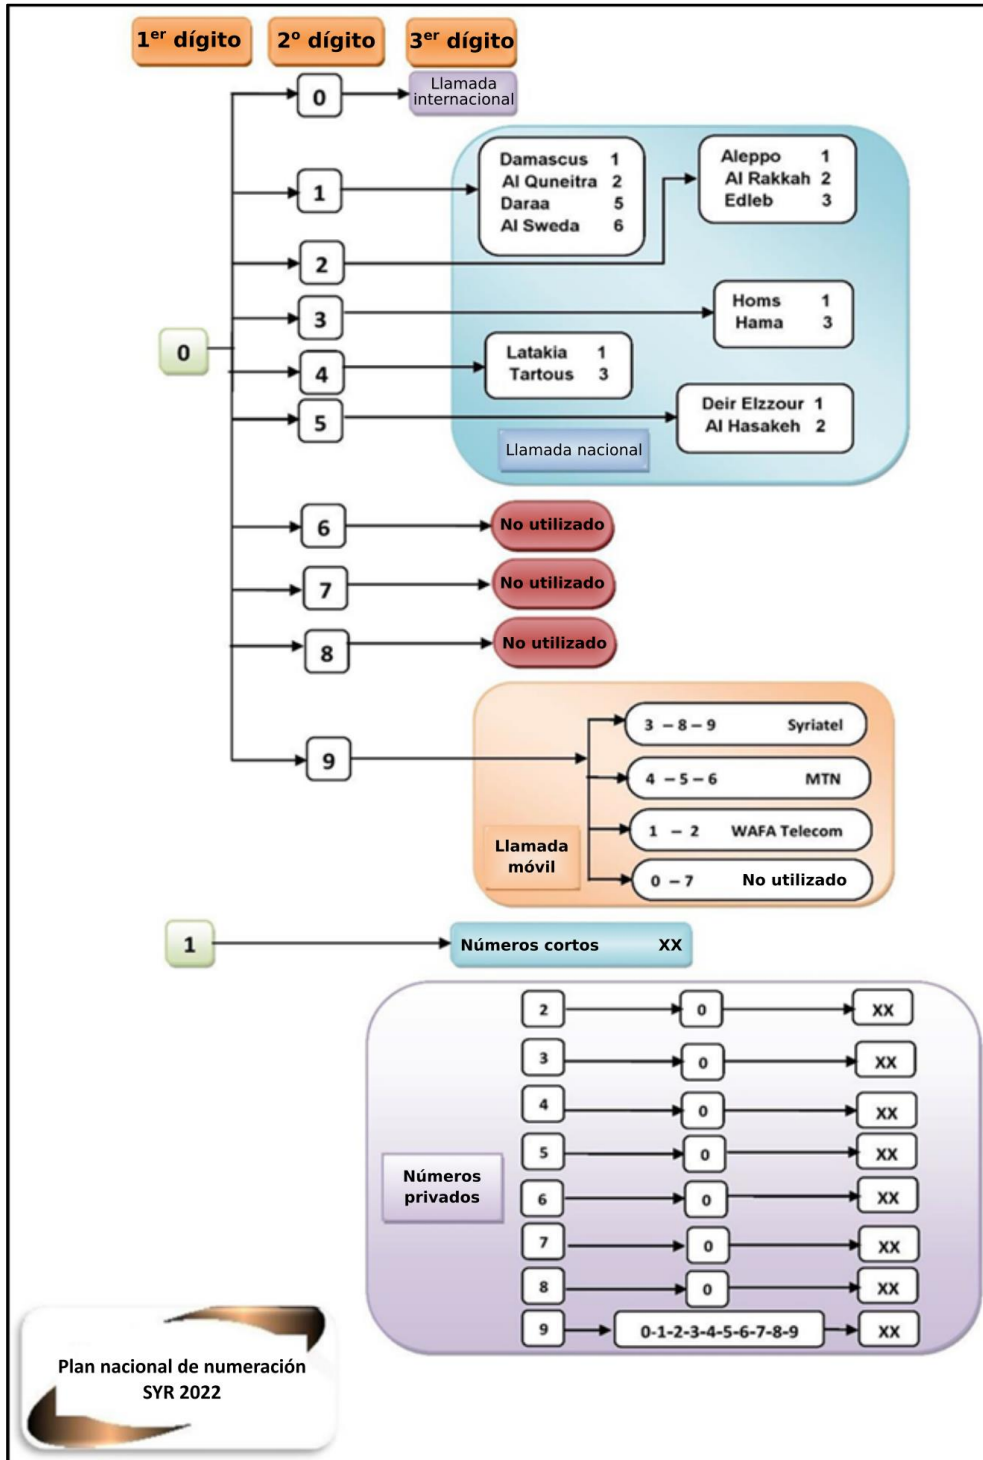 1er dígito 2º dígito 3er dígito
0 Llamada
internacional
1
Damascus 1
Al Quneitra 2
Daraa 5
Al Sweda 6
Aleppo 1
Al Rakkah 2
Edleb 3
2
3
Homs 1
Hama 3
0
4
Latakia 1
Tartous 3
5
Deir Elzzour 1
Al Hasakeh 2
Llamada nacional
6 No utilizado
7 No utilizado
8 No utilizado
9
3 – 8 – 9 Syriatel
4 – 5 – 6 MTN
1 – 2 WAFA Telecom
0 – 7 No utilizado
Llamada
móvil
1 Números cortos XX
2 0 XX
3 0 XX
4 0 XX
5 0 XX
6 0 XX
7 0 XX
8 0 XX
9 0-1-2-3-4-5-6-7-8-9 XX
Números
privados
Plan nacional de numeración
SYR 2022